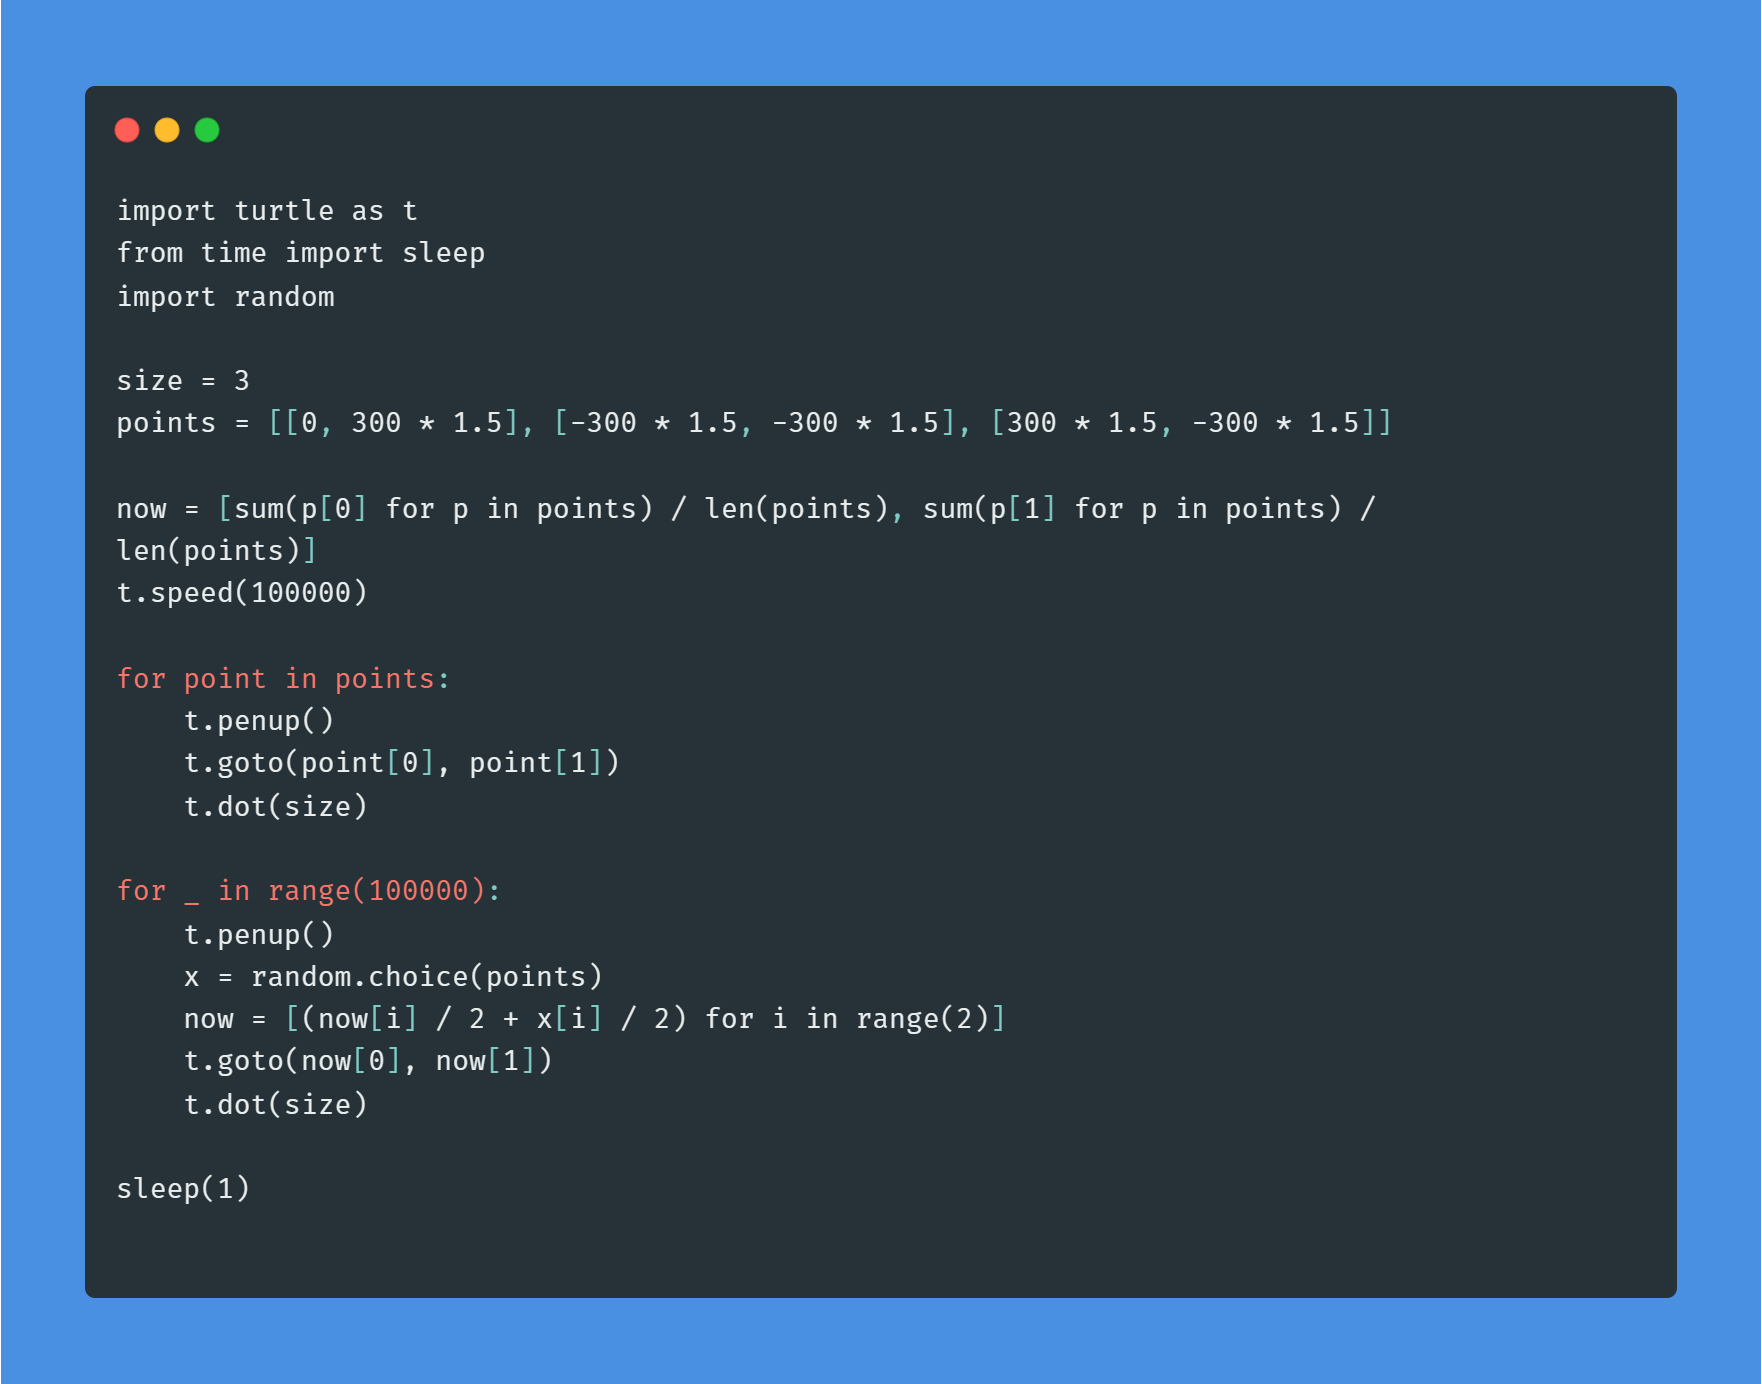 import turtle as t
from time import sleep
import random

size = 3
points = [[0, 300 * 1.5], [-300 * 1.5, -300 * 1.5], [300 * 1.5, -300 * 1.5]]

now = [sum(p[0] for p in points) / len(points), sum(p[1] for p in points) /
len(points)]
t.speed(100000)

for point in points:
    t.penup()
    t.goto(point[0], point[1])
    t.dot(size)

for _ in range(100000):
    t.penup()
    x = random.choice(points)
    now = [(now[i] / 2 + x[i] / 2) for i in range(2)]
    t.goto(now[0], now[1])
    t.dot(size)

sleep(1)